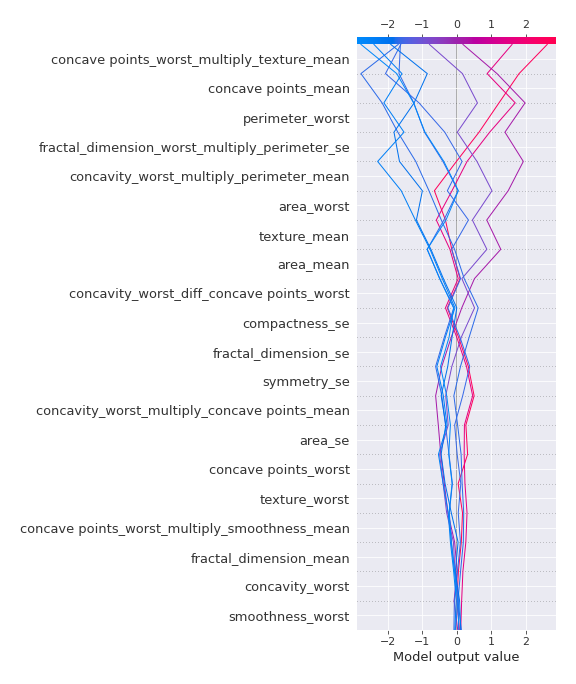 −2 −1 0 1 2
concave points_worst_multiply_texture_mean
concave points_mean
perimeter_worst
fractal_dimension_worst_multiply_perimeter_se
concavity_worst_multiply_perimeter_mean
area_worst
texture_mean
area_mean
concavity_worst_diff_concave points_worst
compactness_se
fractal_dimension_se
symmetry_se
concavity_worst_multiply_concave points_mean
area_se
concave points_worst
texture_worst
concave points_worst_multiply_smoothness_mean
fractal_dimension_mean
concavity_worst
smoothness_worst
−2 −1 0 1 2
Model output value